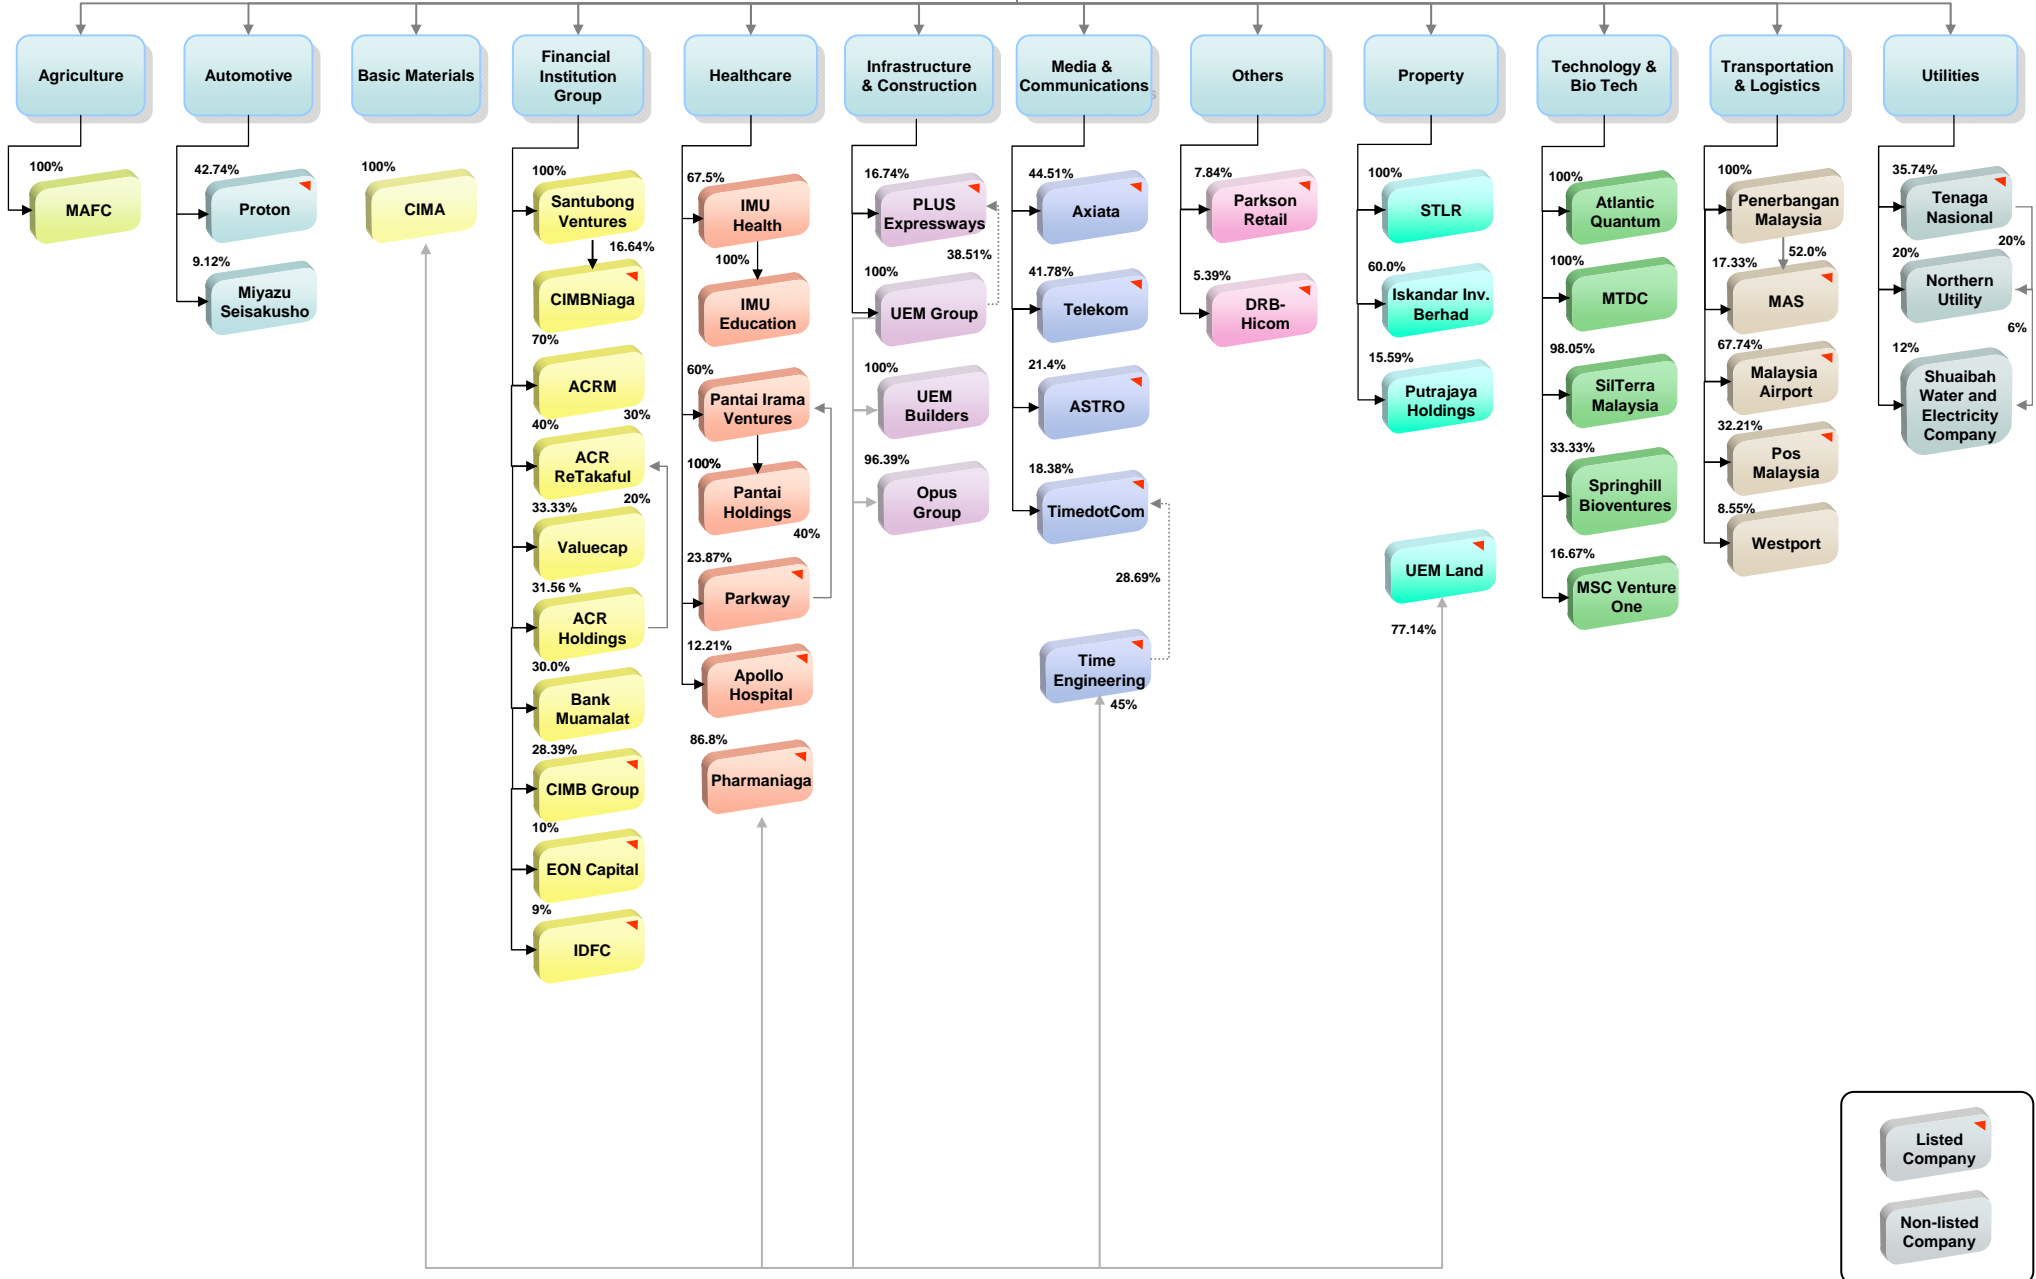 Agriculture
Automotive
Basic Materials
Financial
Institution
Group
Healthcare
Infrastructure
& Construction
Media &
Communications
Others
Property
Technology &
Bio Tech
Transportation
& Logistics
Utilities
100%
MAFC
42.74%
Proton
9.12%
Miyazu
Seisakusho
100%
CIMA
100%
Santubong
Ventures
16.64%
CIMBNiaga
70%
ACRM
30%
40%
ACR
ReTakaful
20%
33.33%
Valuecap
31.56 %
ACR
Holdings
30.0%
Bank
Muamalat
28.39%
CIMB Group
10%
EON Capital
9%
IDFC
67.5%
IMU
Health
100%
IMU
Education
60%
Pantai Irama
Ventures
100%
Pantai
Holdings
40%
23.87%
Parkway
12.21%
Apollo
Hospital
86.8%
Pharmaniaga
16.74%
PLUS
Expressways
38.51%
100%
UEM Group
100%
UEM
Builders
96.39%
Opus
Group
44.51%
Axiata
41.78%
Telekom
21.4%
ASTRO
18.38%
TimedotCom
28.69%
Time
Engineering
45%
7.84%
Parkson
Retail
5.39%
DRB-
Hicom
100%
STLR
60.0%
Iskandar Inv.
Berhad
15.59%
Putrajaya
Holdings
UEM Land
77.14%
100%
Atlantic
Quantum
100%
MTDC
98.05%
SilTerra
Malaysia
33.33%
Springhill
Bioventures
16.67%
MSC Venture
One
100%
Penerbangan
Malaysia
52.0%
17.33%
MAS
67.74%
Malaysia
Airport
32.21%
Pos
Malaysia
8.55%
Westport
35.74%
Tenaga
Nasional
20%
20%
Northern
Utility
6%
12%
Shuaibah
Water and
Electricity
Company
Listed
Company
Non-listed
Company